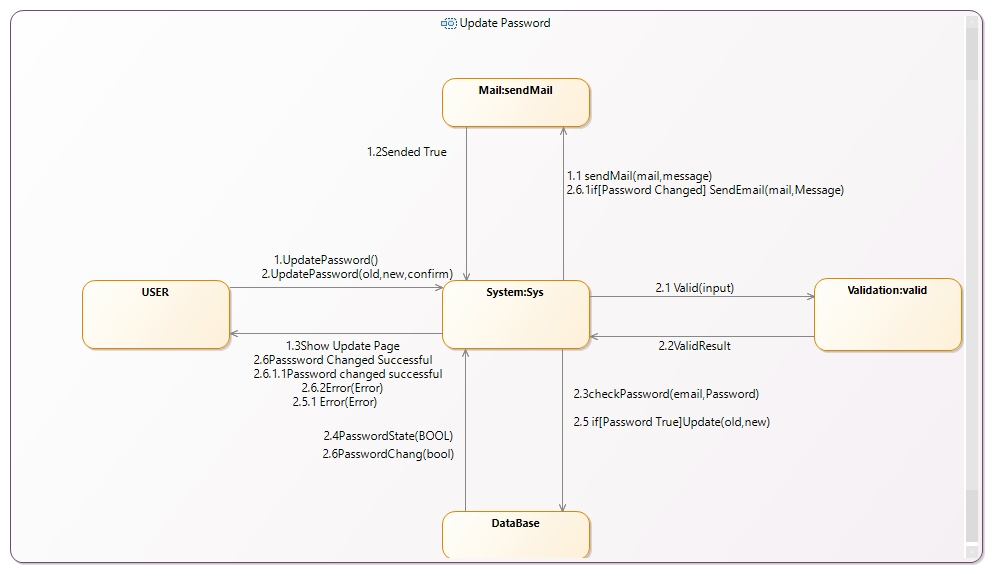 Update Password
Mail:sendMail
1.2Sended True
1.1 sendMail(mail,message)
2.6.1if[Password Changed] SendEmail(mail,Message)
1.UpdatePassword()
2.UpdatePassword(old,new,confirm)
USER
System:Sys
2.1 Valid(input)
Validation:valid
1.3Show Update Page
2.6Passsword Changed Successful
2.6.1.1Password changed successful
2.6.2Error(Error)
2.5.1 Error(Error)
2.2ValidResult
2.3checkPassword(email,Password)
2.5 if[Password True]Update(old,new)
2.4PasswordState(BOOL)
2.6PasswordChang(bool)
DataBase